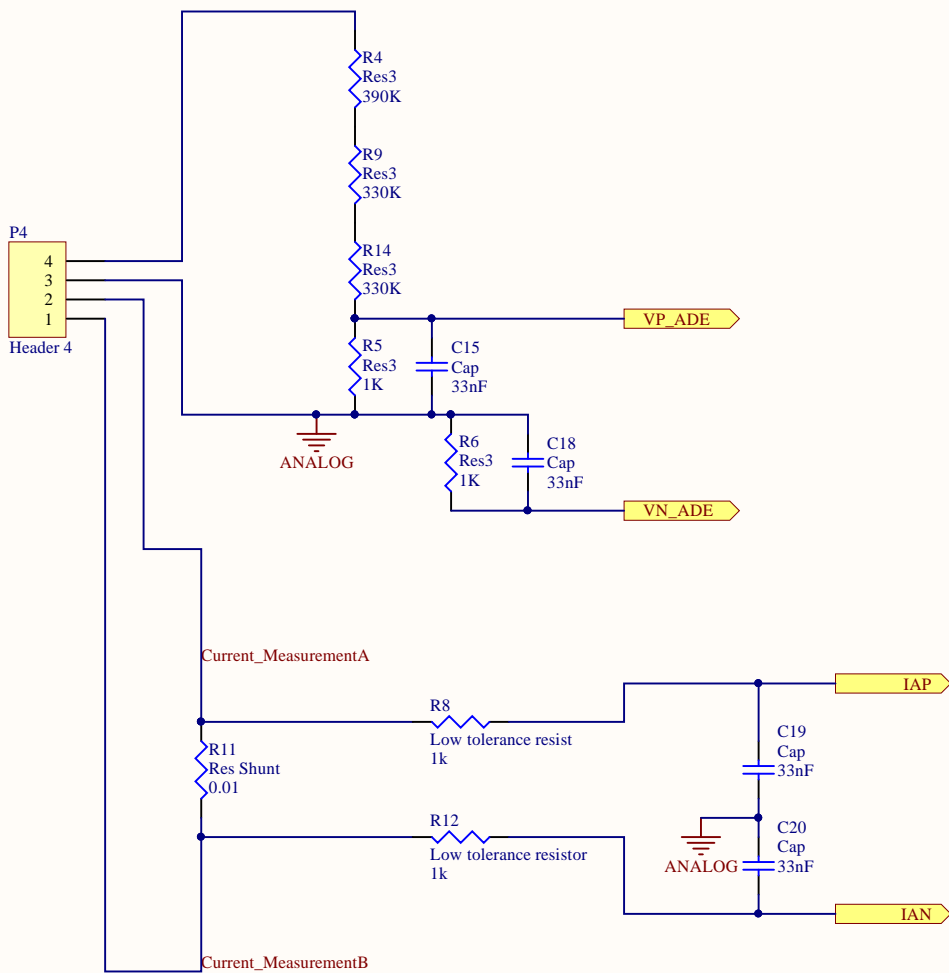 R4
Res3
390K
R9
Res3
330K
P4
4
3
2
1
Header 4
R14
Res3
330K
VP_ADE
R5
Res3
1K
C15
Cap
33nF
ANALOG
R6
Res3
1K
C18
Cap
33nF
VN_ADE
Current_MeasurementA
IAP
R8
Low tolerance resist
1k
R11
Res Shunt
0.01
C19
Cap
33nF
R12
Low tolerance resistor
1k
ANALOG
C20
Cap
33nF
IAN
Current_MeasurementB